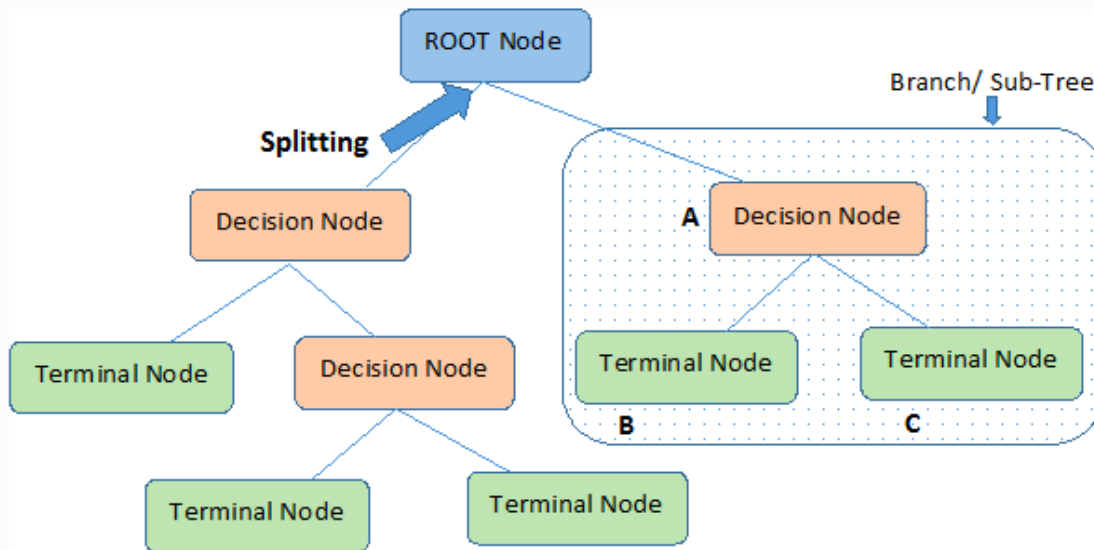 ROOT Node
Branch/ Sub-Tree
Splitting
Decision Node
A
Decision Node
Terminal Node
Decision Node
Terminal Node
Terminal Node
B
C
Terminal Node
Terminal Node